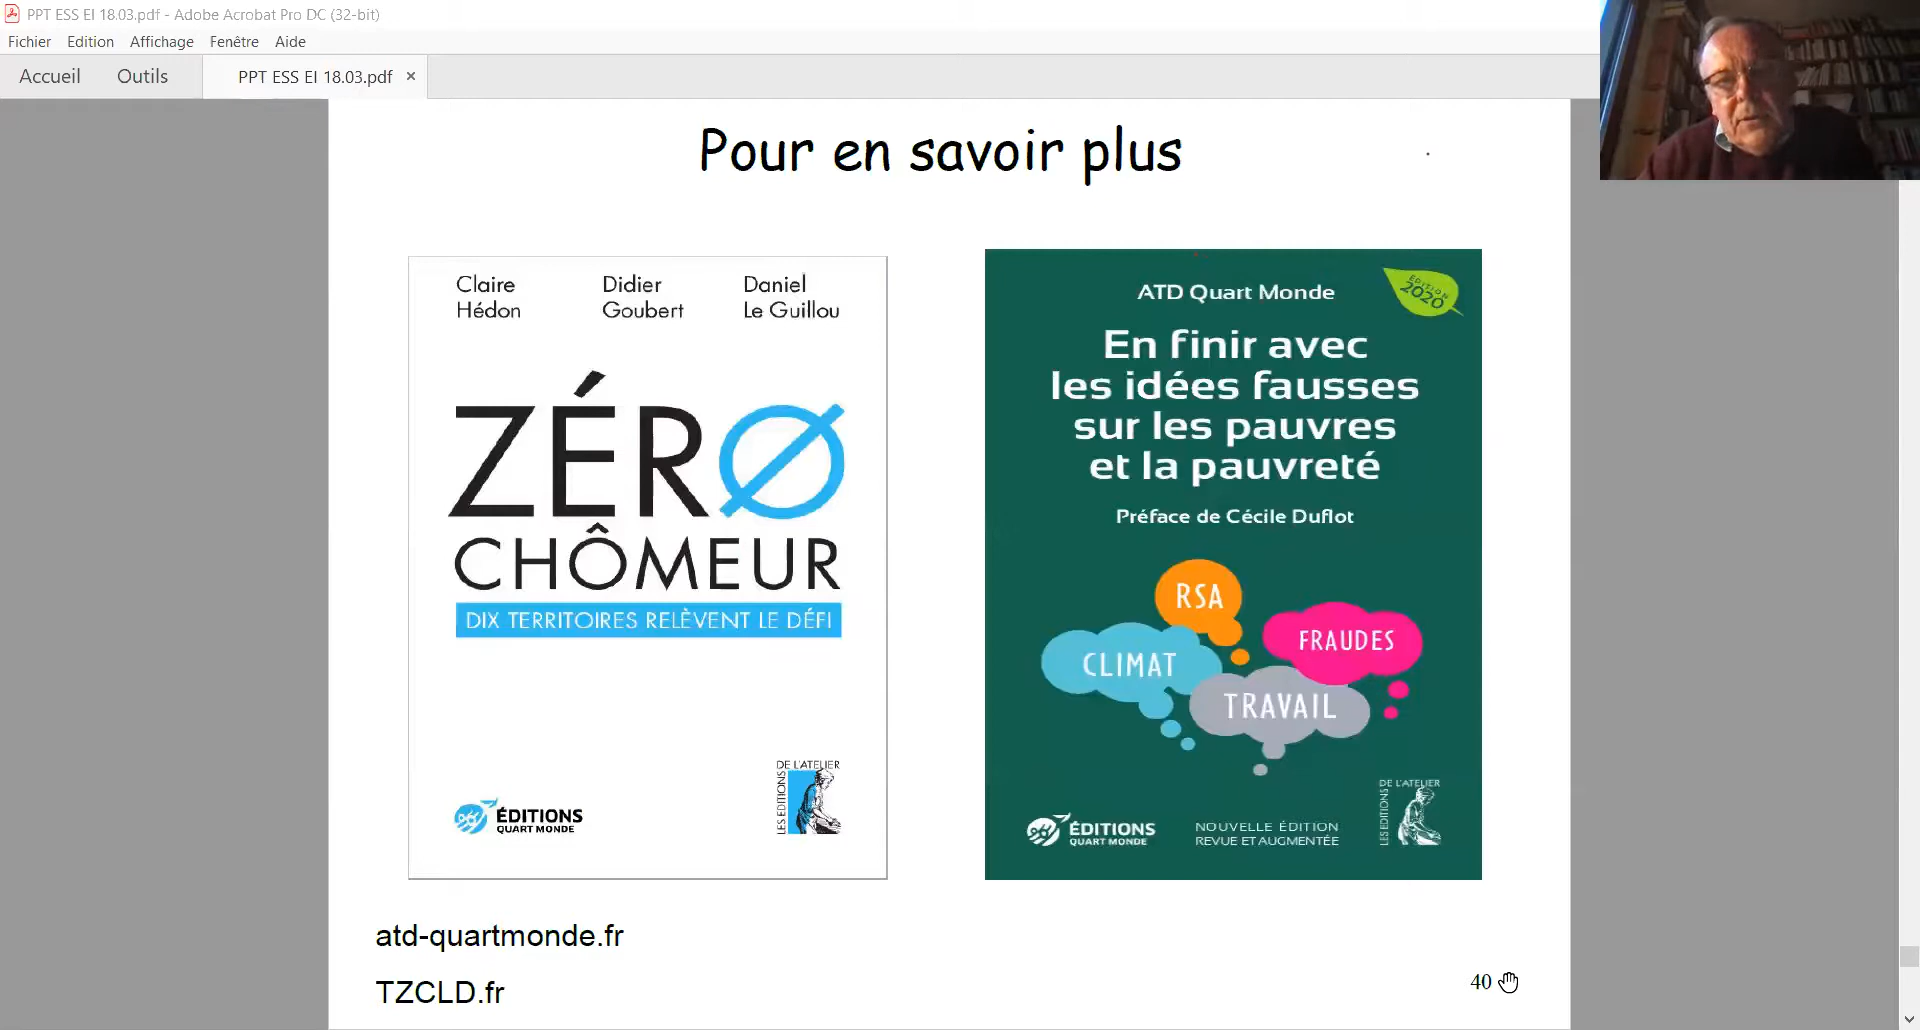 PPT ESS EI 18.03.pdf - Adobe Acrobat Pro DC (32-bit)
Fichier Edition Affichage Fenêtre Aide
Accueil Outils PPT ESS EI 18.03.pdf ×
Pour en savoir plus
Claire Hédon
Didier Goubert
Daniel Le Guillou
ZÉRO
CHÔMEUR
DIX TERRITOIRES RELÈVENT LE DÉFI
ÉDITIONS
QUART MONDE
LES EDITIONS
DE L'ATELIER
ATD Quart Monde
EDITION
2020
En finir avec
les idées fausses
sur les pauvres
et la pauvreté
Préface de Cécile Duflot
RSA
FRAUDES
CLIMAT
TRAVAIL
ÉDITIONS
QUART MONDE
NOUVELLE ÉDITION
REVUE ET AUGMENTÉE
LES EDITIONS
DE L'ATELIER
atd-quartmonde.fr
TZCLD.fr
40